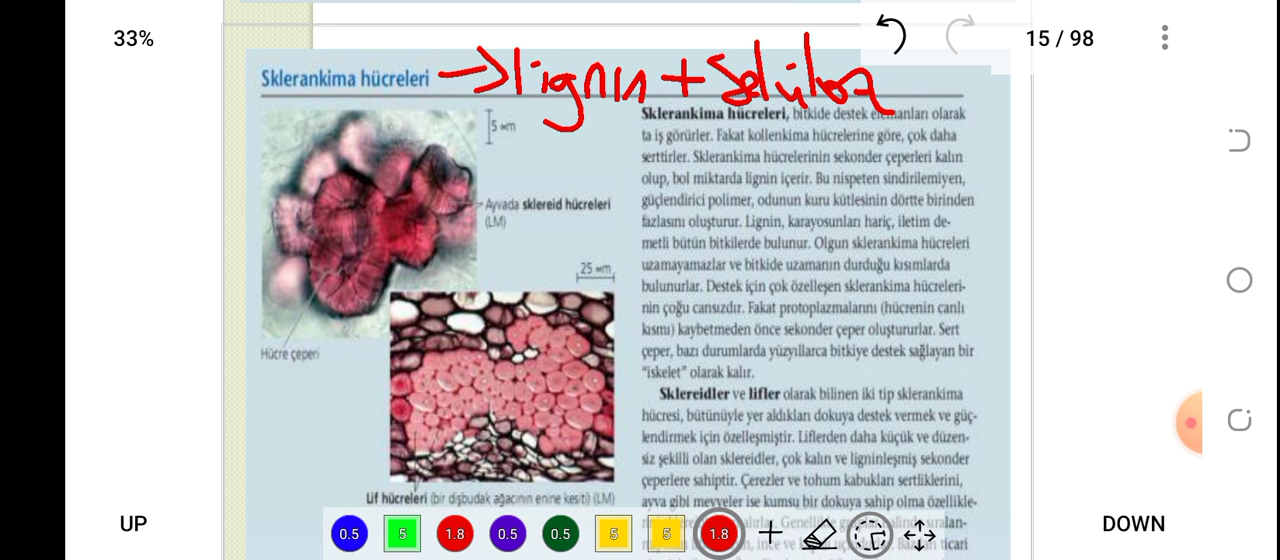 33%
15 / 98
Sklerankima hücreleri → lignin + Selüloz
5 ∞m
Ayvada sklereid hücreleri
(LM)
25 ∞m
Hücre çeperi
Lif hücreleri (bir dişbudak ağacının enine kesiti) (LM)
Sklerankima hücreleri, bitkide destek elemanları olarak
ta iş görürler. Fakat kollenkima hücrelerine göre, çok daha
serttirler. Sklerankima hücrelerinin sekonder çeperleri kalın
olup, bol miktarda lignin içerir. Bu nispeten sindirilemiyen,
güçlendirici polimer, odunun kuru kütlesinin dörtte birinden
fazlasını oluşturur. Lignin, karayosunları hariç, iletim de-
metli bütün bitkilerde bulunur. Olgun sklerankima hücreleri
uzamayamazlar ve bitkide uzamanın durduğu kısımlarda
bulunurlar. Destek için çok özelleşen sklerankima hücreleri-
nin çoğu cansızdır. Fakat protoplazmalarını (hücrenin canlı
kısmı) kaybetmeden önce sekonder çeper oluştururlar. Sert
çeper, bazı durumlarda yüzyıllarca bitkiye destek sağlayan bir
"iskelet" olarak kalır.
Sklereidler ve lifler olarak bilinen iki tip sklerankima
hücresi, bütünüyle yer aldıkları dokuya destek vermek ve güç-
lendirmek için özelleşmiştir. Liflerden daha küçük ve düzen-
siz şekilli olan sklereidler, çok kalın ve ligninleşmiş sekonder
çeperlere sahiptir. Çerezler ve tohum kabukları sertliklerini,
ayva gibi meyveler ise kumsu bir dokuya sahip olma özellikle-
UP
DOWN
0.5
5
1.8
0.5
0.5
5
5
1.8